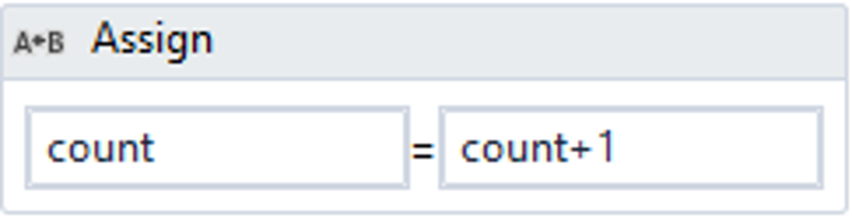 A←B Assign
count = count+1